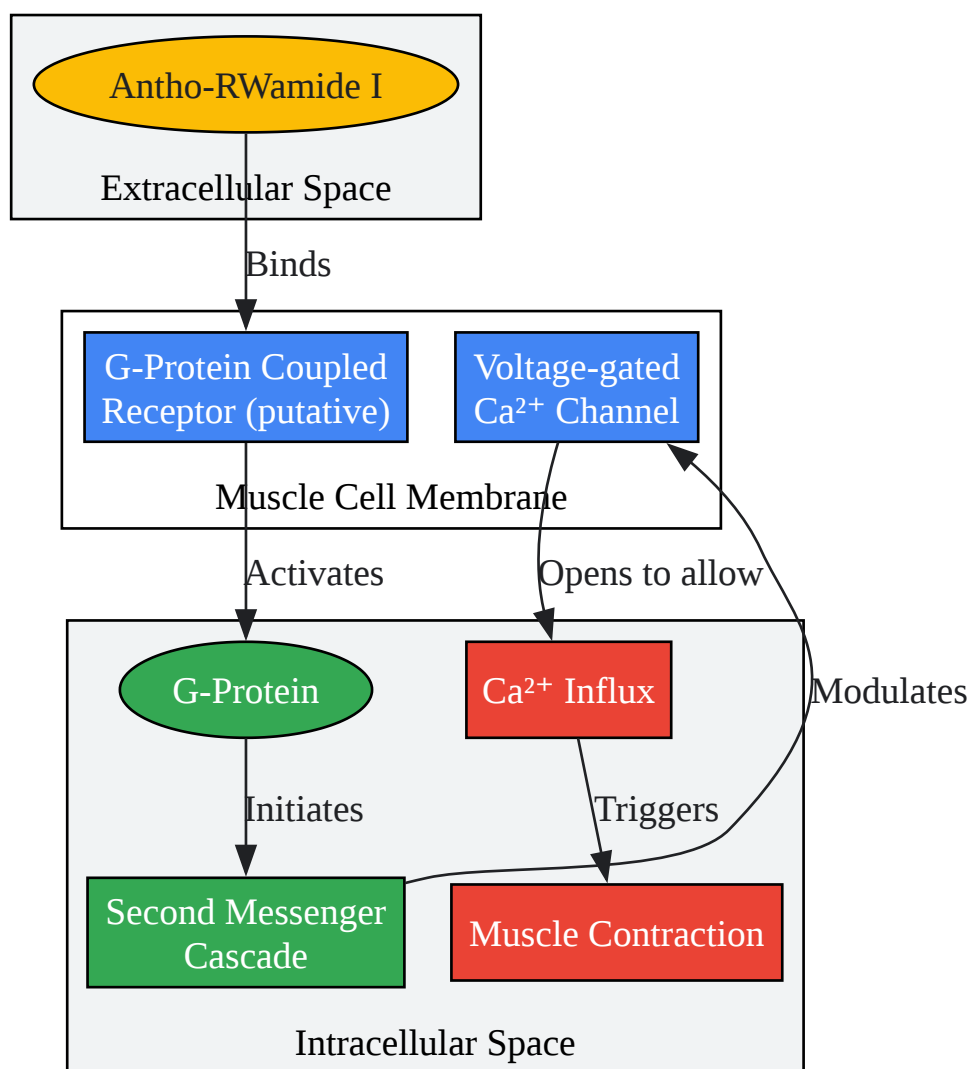 Antho-RWamide I
Extracellular Space
Binds
G-Protein Coupled
Receptor (putative)
Voltage-gated
Ca²⁺ Channel
Muscle Cell Membrane
Activates
Opens to allow
G-Protein
Ca²⁺ Influx
Modulates
Initiates
Triggers
Second Messenger
Cascade
Muscle Contraction
Intracellular Space